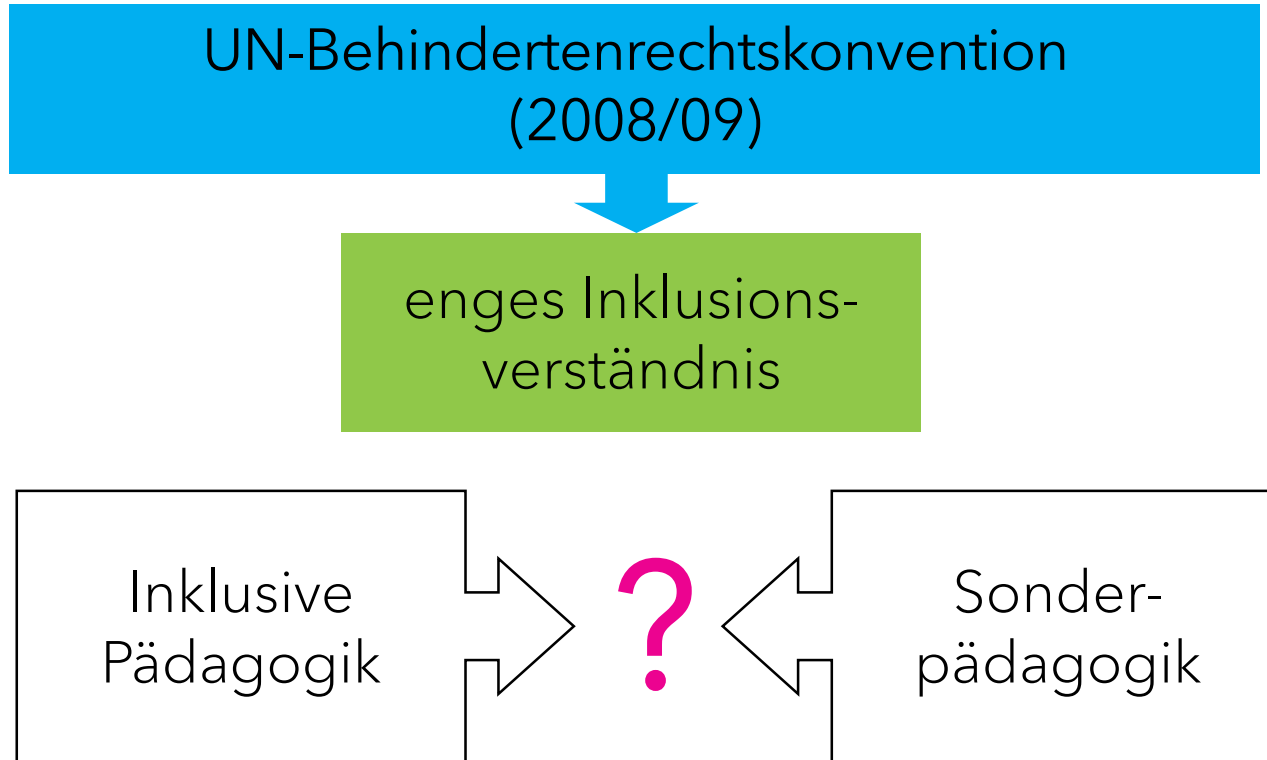 UN-Behindertenrechtskonvention
(2008/09)
enges Inklusions-
verständnis
Inklusive
Pädagogik
?
Sonder-
pädagogik